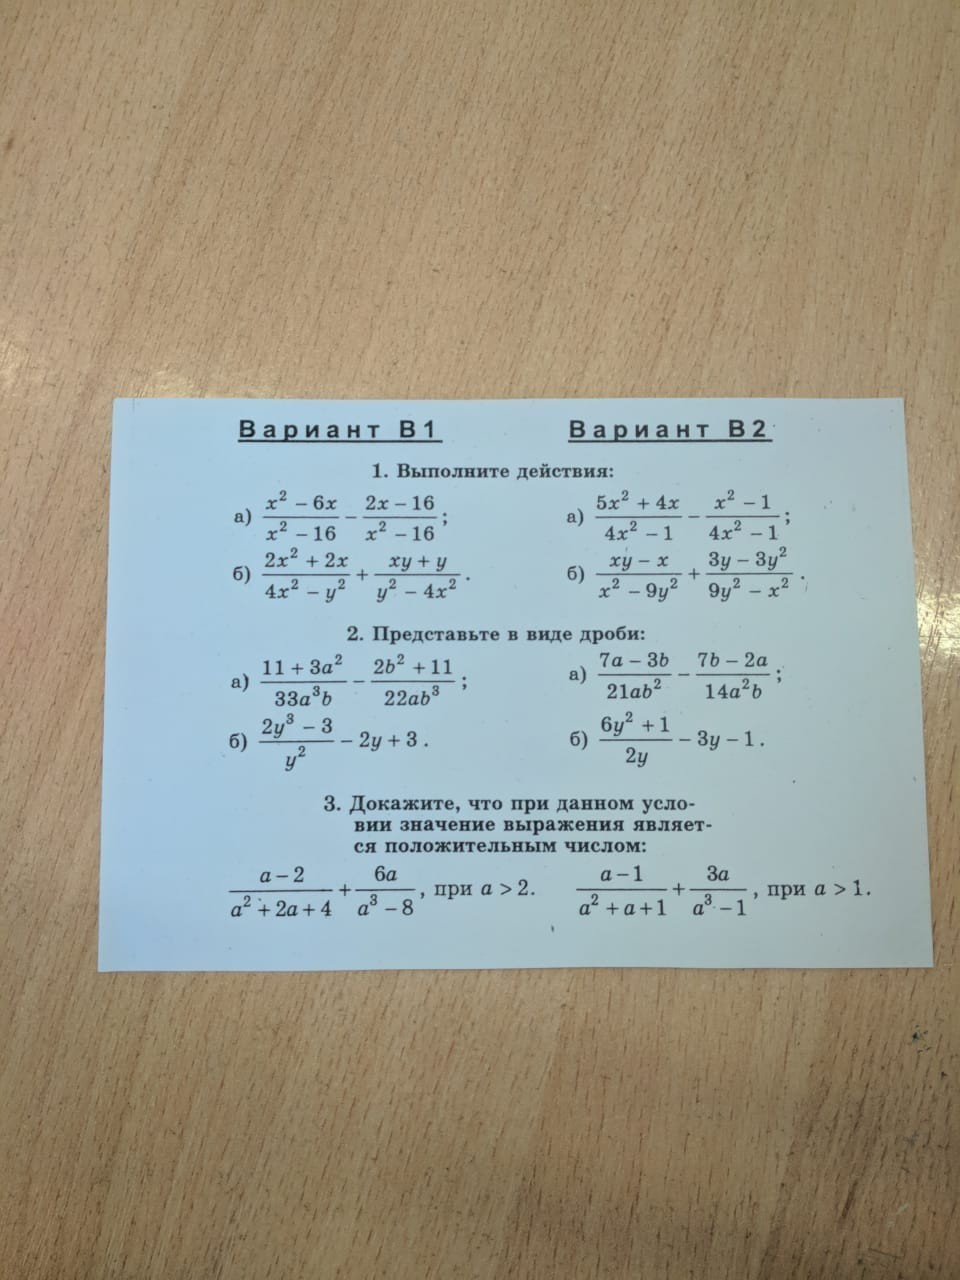 Вариант В1
Вариант В2
1. Выполните действия:
а) (x² − 6x)/(x² − 16) − (2x − 16)/(x² − 16);
а) (5x² + 4x)/(4x² − 1) − (x² − 1)/(4x² − 1);
б) (2x² + 2x)/(4x² − y²) + (xy + y)/(y² − 4x²).
б) (xy − x)/(x² − 9y²) + (3y − 3y²)/(9y² − x²).
2. Представьте в виде дроби:
а) (11 + 3a²)/(33a³b) − (2b² + 11)/(22ab³);
а) (7a − 3b)/(21ab²) − (7b − 2a)/(14a²b);
б) (2y³ − 3)/y² − 2y + 3.
б) (6y² + 1)/(2y) − 3y − 1.
3. Докажите, что при данном усло-
вии значение выражения являет-
ся положительным числом:
(a − 2)/(a² + 2a + 4) + 6a/(a³ − 8), при a > 2.
(a − 1)/(a² + a + 1) + 3a/(a³ − 1), при a > 1.